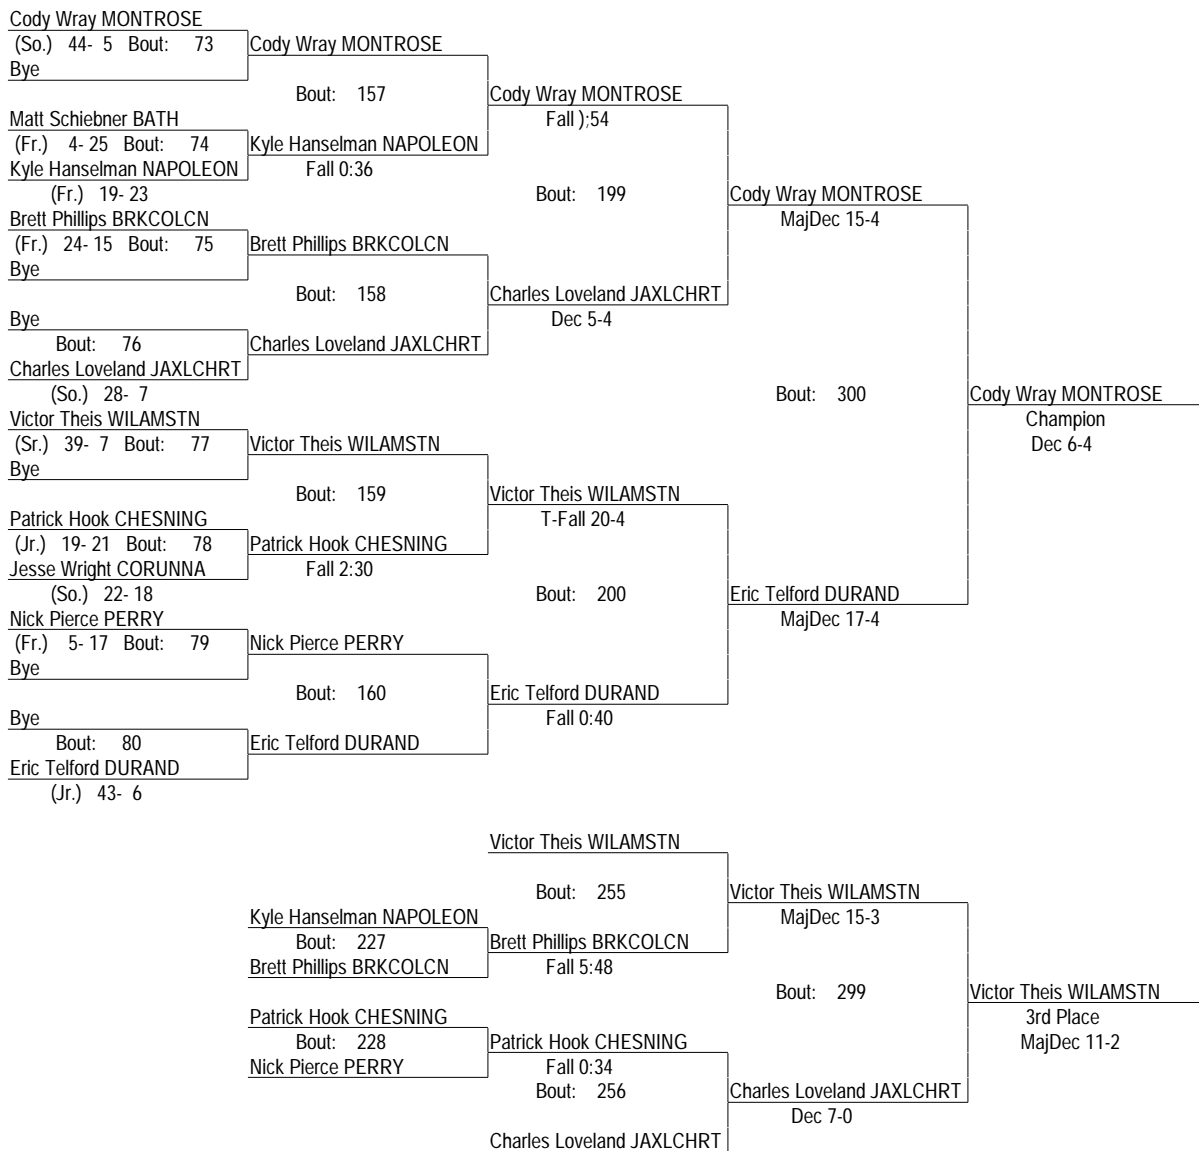 Cody Wray MONTROSE
(So.) 44- 5 Bout: 73 Cody Wray MONTROSE
Bye
Bout: 157 Cody Wray MONTROSE
Matt Schiebner BATH Fall );54
(Fr.) 4- 25 Bout: 74 Kyle Hanselman NAPOLEON
Kyle Hanselman NAPOLEON Fall 0:36
(Fr.) 19- 23 Bout: 199 Cody Wray MONTROSE
Brett Phillips BRKCOLCN MajDec 15-4
(Fr.) 24- 15 Bout: 75 Brett Phillips BRKCOLCN
Bye
Bout: 158 Charles Loveland JAXLCHRT
Bye Dec 5-4
Bout: 76 Charles Loveland JAXLCHRT
Charles Loveland JAXLCHRT
(So.) 28- 7 Bout: 300 Cody Wray MONTROSE
Victor Theis WILAMSTN Champion
(Sr.) 39- 7 Bout: 77 Victor Theis WILAMSTN Dec 6-4
Bye
Bout: 159 Victor Theis WILAMSTN
Patrick Hook CHESNING T-Fall 20-4
(Jr.) 19- 21 Bout: 78 Patrick Hook CHESNING
Jesse Wright CORUNNA Fall 2:30
(So.) 22- 18 Bout: 200 Eric Telford DURAND
Nick Pierce PERRY MajDec 17-4
(Fr.) 5- 17 Bout: 79 Nick Pierce PERRY
Bye
Bout: 160 Eric Telford DURAND
Bye Fall 0:40
Bout: 80 Eric Telford DURAND
Eric Telford DURAND
(Jr.) 43- 6
Victor Theis WILAMSTN
Bout: 255 Victor Theis WILAMSTN
Kyle Hanselman NAPOLEON MajDec 15-3
Bout: 227 Brett Phillips BRKCOLCN
Brett Phillips BRKCOLCN Fall 5:48
Bout: 299 Victor Theis WILAMSTN
Patrick Hook CHESNING 3rd Place
Bout: 228 Patrick Hook CHESNING MajDec 11-2
Nick Pierce PERRY Fall 0:34
Bout: 256 Charles Loveland JAXLCHRT
Dec 7-0
Charles Loveland JAXLCHRT